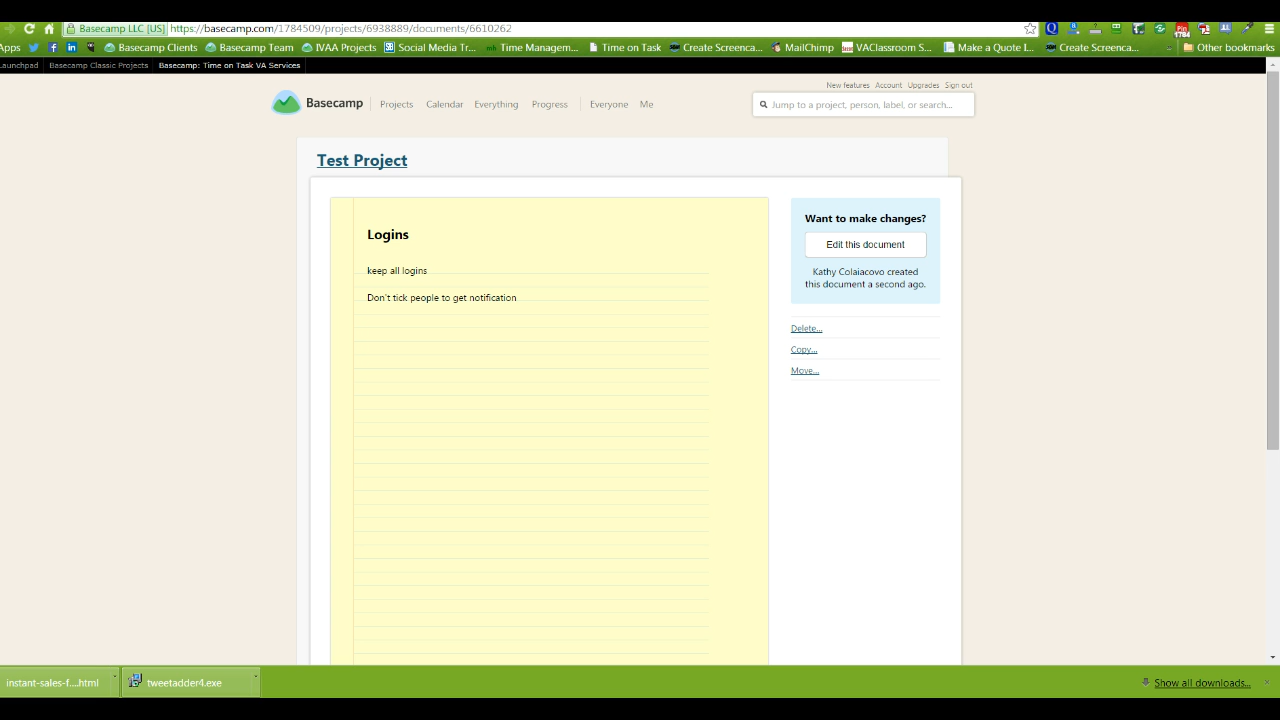 Basecamp LLC [US] https://basecamp.com/1784509/projects/6938889/documents/6610262
Apps Basecamp Clients Basecamp Team IVAA Projects Social Media Tr... Time Managem... Time on Task Create Screenca... MailChimp VAClassroom S... Make a Quote I... Create Screenca... » Other bookmarks
Launchpad Basecamp Classic Projects Basecamp: Time on Task VA Services
New features Account Upgrades Sign out
Basecamp Projects Calendar Everything Progress Everyone Me
Jump to a project, person, label, or search...
Test Project
Logins
keep all logins
Don't tick people to get notification
Want to make changes?
Edit this document
Kathy Colaiacovo created
this document a second ago.
Delete...
Copy...
Move...
instant-sales-f....html tweetadder4.exe Show all downloads...